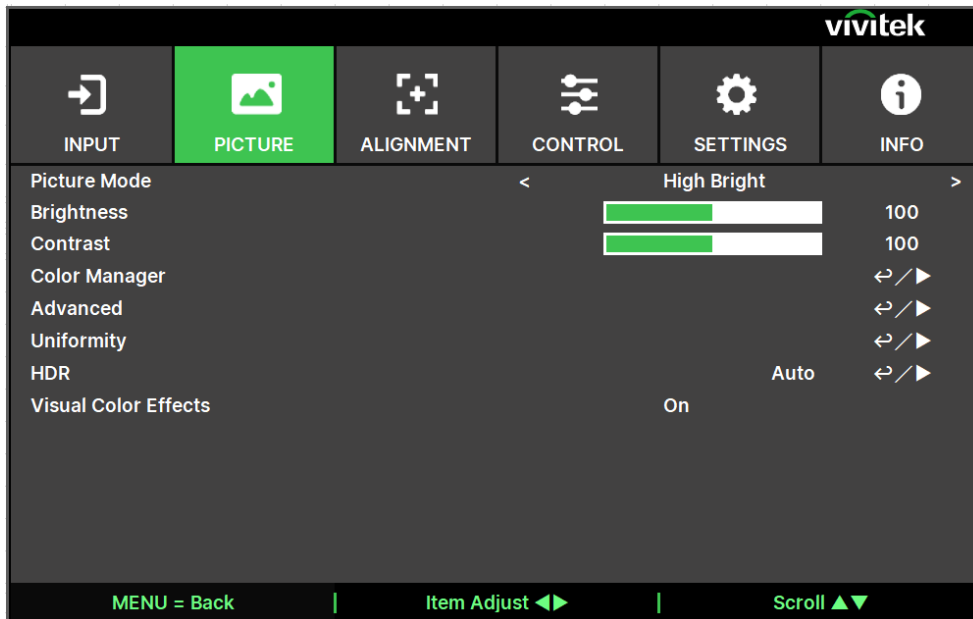 vivitek
INPUT PICTURE ALIGNMENT CONTROL SETTINGS INFO
Picture Mode < High Bright >
Brightness 100
Contrast 100
Color Manager ↩／▶
Advanced ↩／▶
Uniformity ↩／▶
HDR Auto ↩／▶
Visual Color Effects On
MENU = Back | Item Adjust ◀▶ | Scroll ▲▼